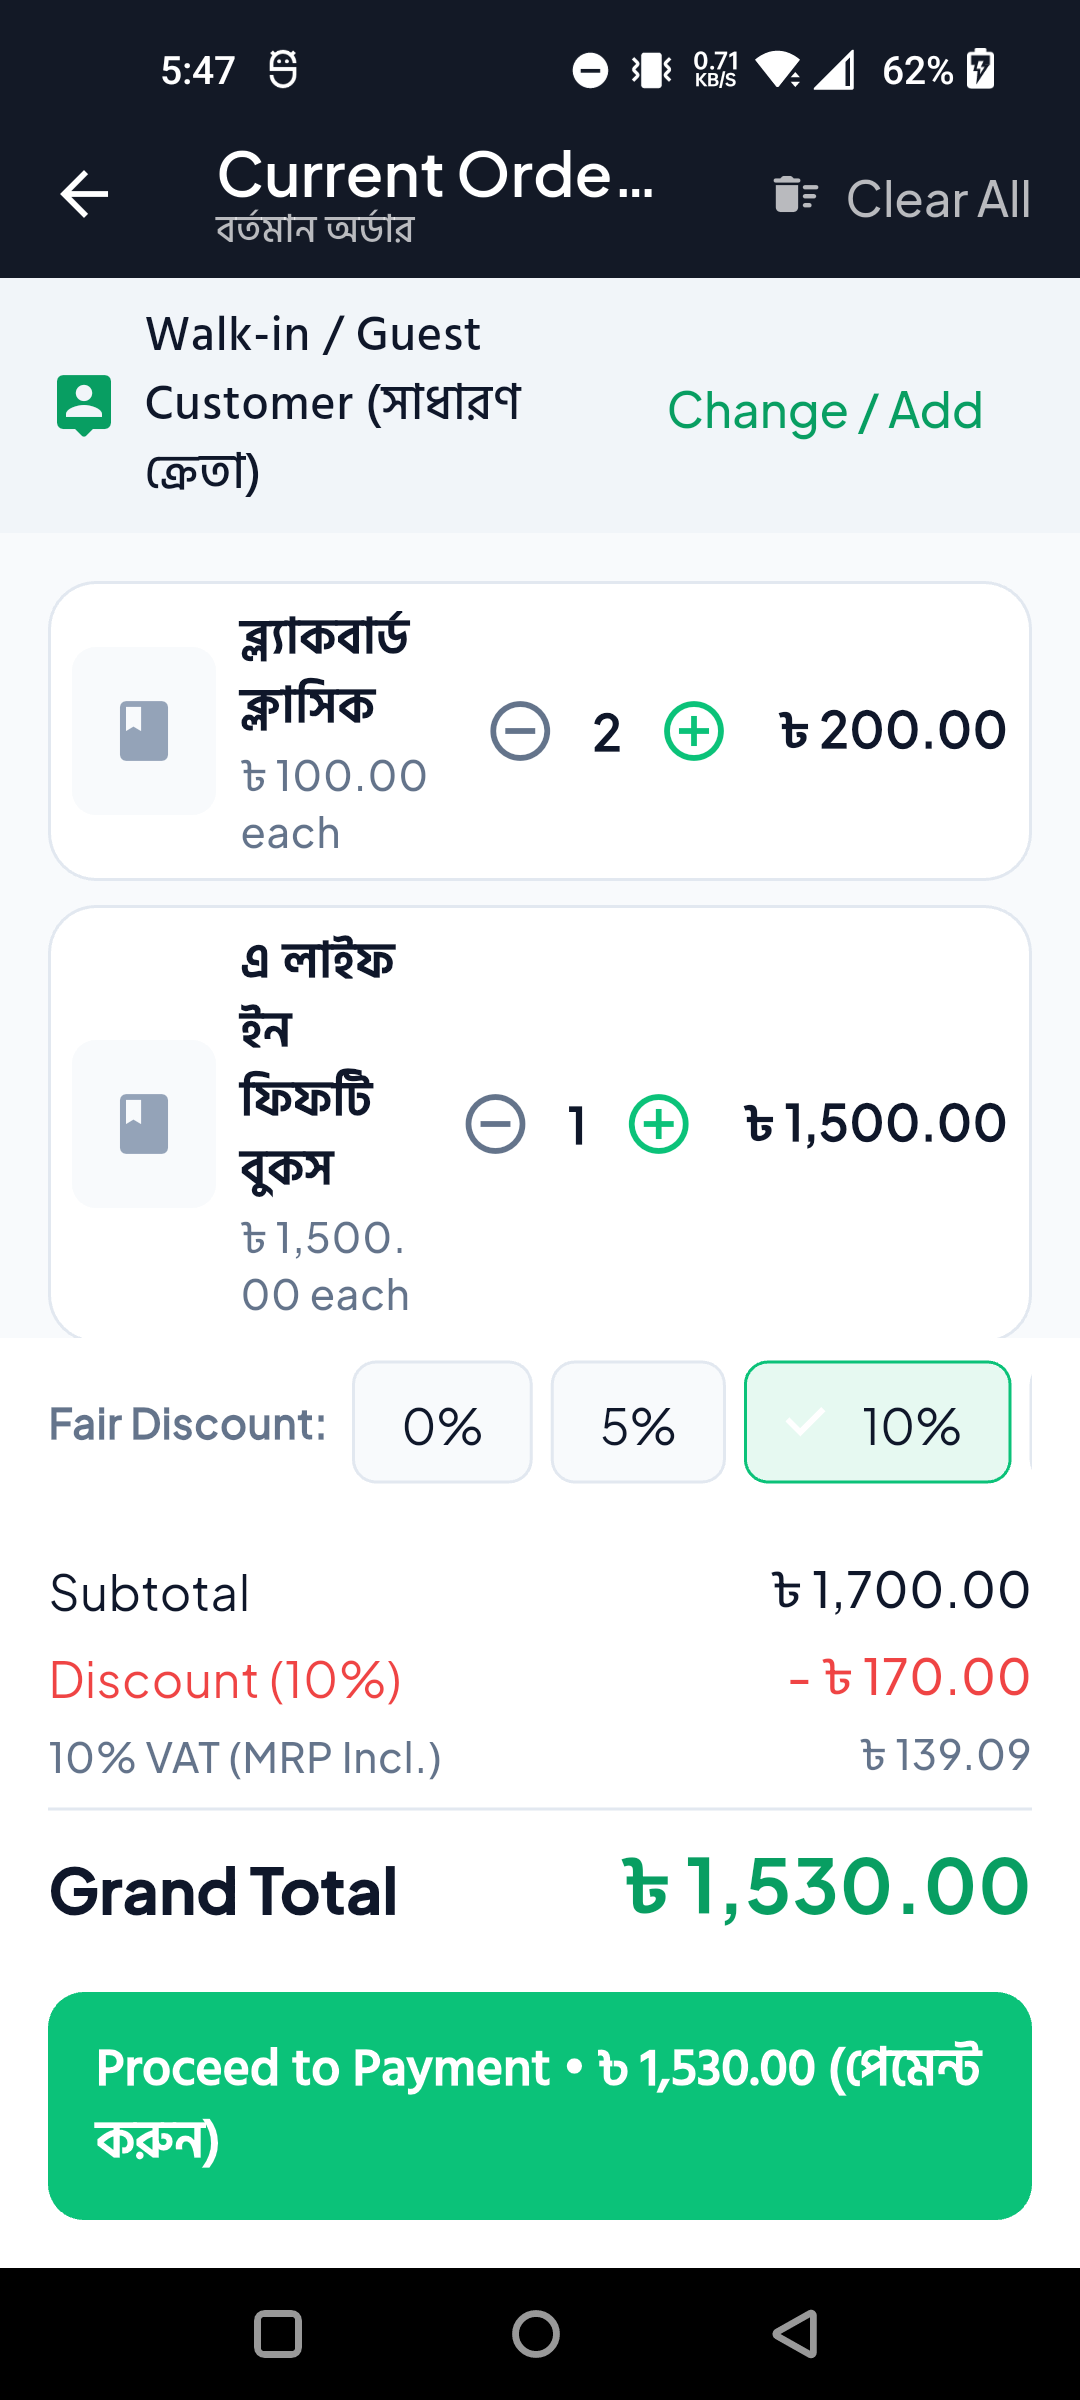 5:47
0.71
KB/S
62%
Current Orde...
বর্তমান অর্ডার
Clear All
Walk-in / Guest
Customer (সাধারণ
ক্রেতা)
Change / Add
ব্ল্যাকবার্ড
ক্লাসিক
৳ 100.00
each
2
৳ 200.00
এ লাইফ
ইন
ফিফটি
বুকস
৳ 1,500.
00 each
1
৳ 1,500.00
Fair Discount:
0%
5%
10%
Subtotal
৳ 1,700.00
Discount (10%)
- ৳ 170.00
10% VAT (MRP Incl.)
৳ 139.09
Grand Total
৳ 1,530.00
Proceed to Payment • ৳ 1,530.00 (পেমেন্ট
করুন)